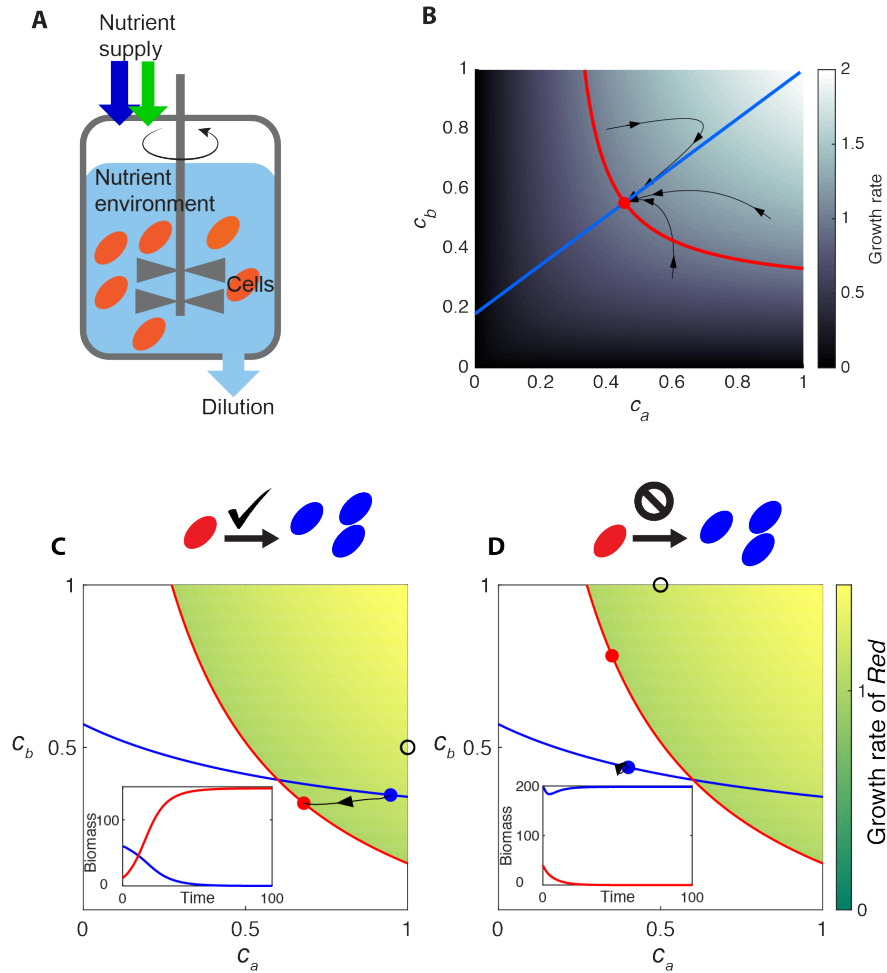 A
Nutrient
supply
Nutrient
environment
Cells
Dilution
B
1
0.8
0.6
0.4
0.2
0
c_b
0
0.2
0.4
0.6
0.8
1
c_a
2
1.5
1
0.5
0
Growth rate
C
1
0.5
0
c_b
0
0.5
1
c_a
100
0
Biomass
0
Time
100
D
1
0.5
0
c_b
0
0.5
1
c_a
200
100
0
Biomass
0
Time
100
1
0
Growth rate of Red